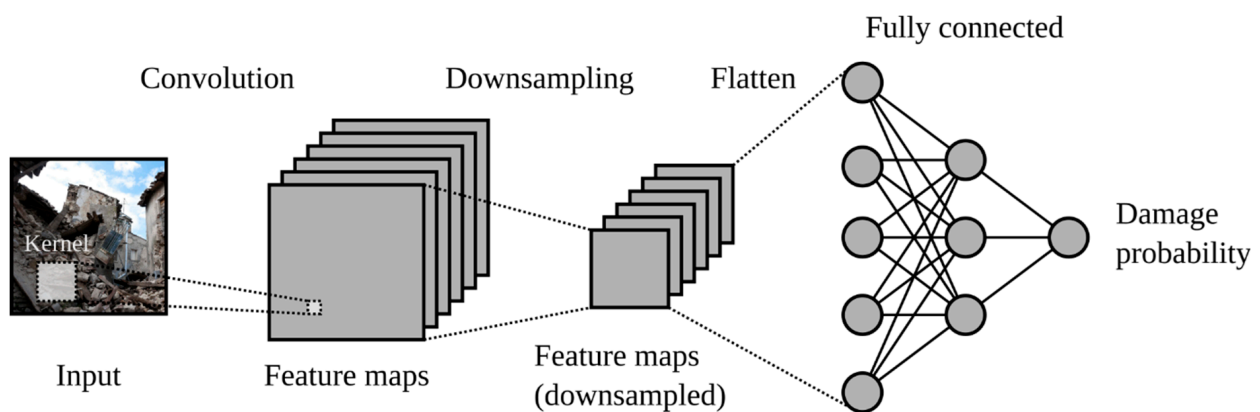 Fully connected
Convolution
Downsampling
Flatten
Kernel
Damage
probability
Input
Feature maps
Feature maps
(downsampled)